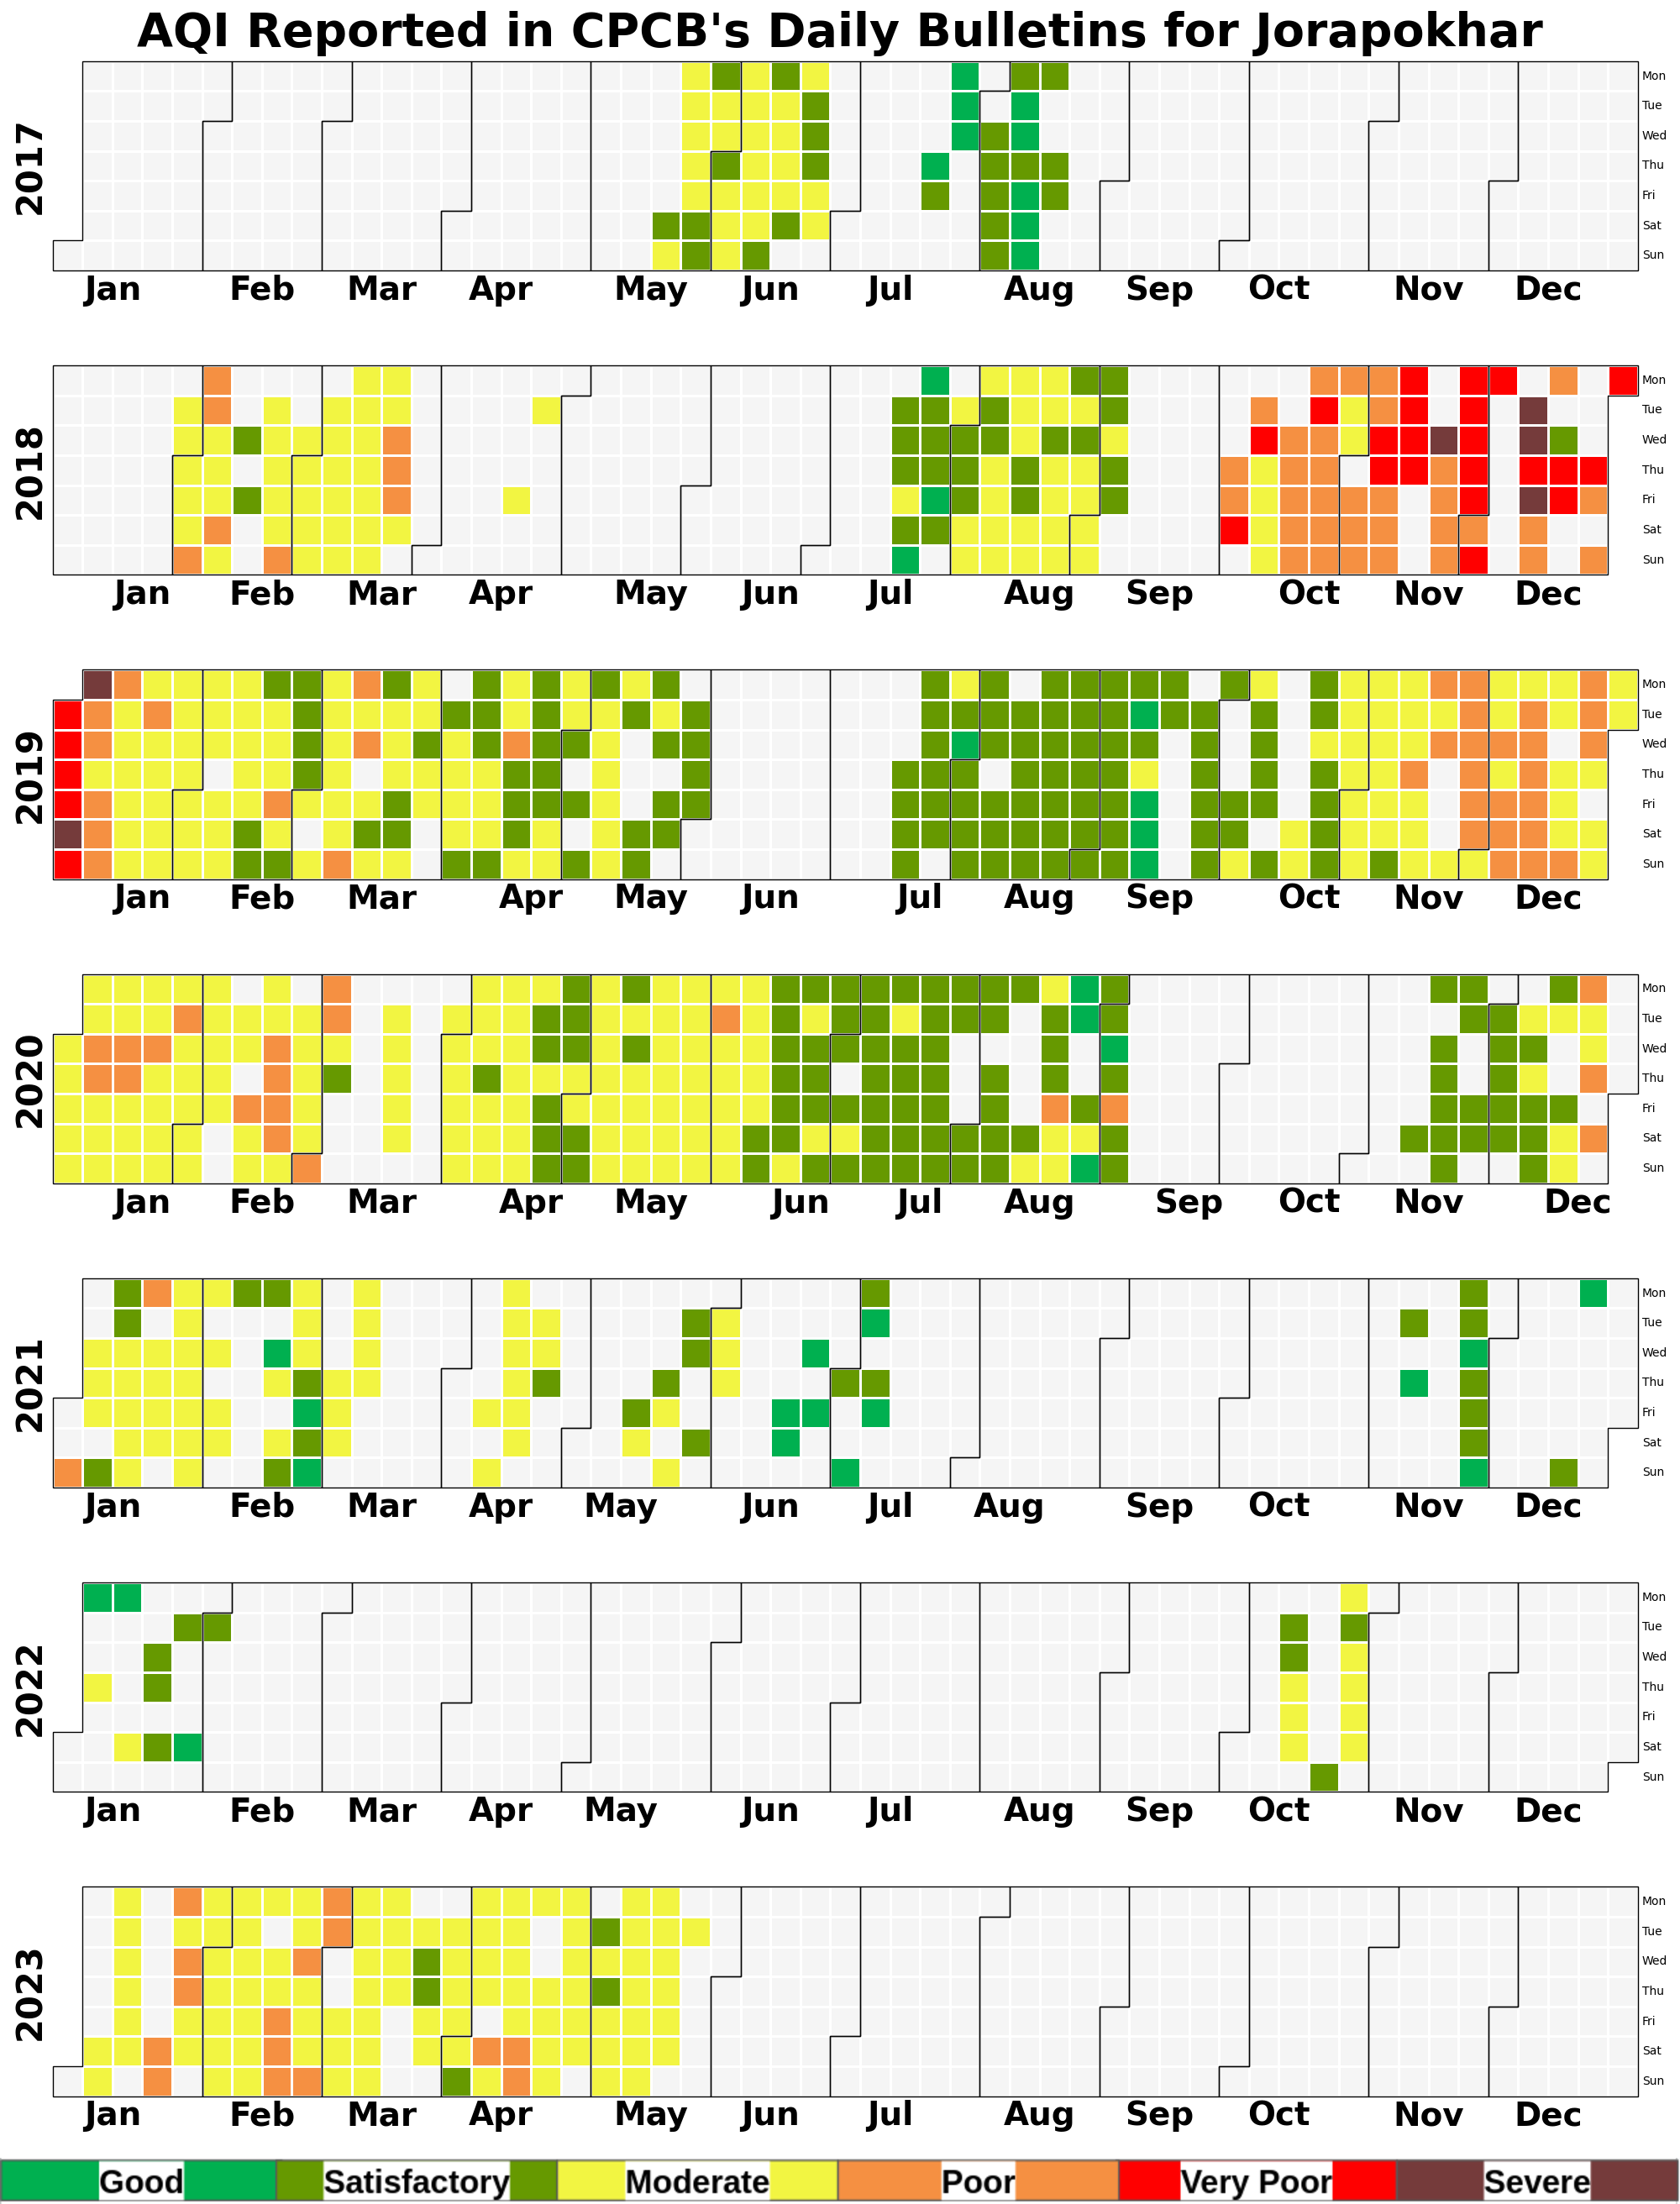 AQI Reported in CPCB's Daily Bulletins for Jorapokhar
2017
Mon
Tue
Wed
Thu
Fri
Sat
Sun
Jan Feb Mar Apr May Jun Jul Aug Sep Oct Nov Dec
2018
Mon
Tue
Wed
Thu
Fri
Sat
Sun
Jan Feb Mar Apr May Jun Jul Aug Sep Oct Nov Dec
2019
Mon
Tue
Wed
Thu
Fri
Sat
Sun
Jan Feb Mar Apr May Jun Jul Aug Sep Oct Nov Dec
2020
Mon
Tue
Wed
Thu
Fri
Sat
Sun
Jan Feb Mar Apr May Jun Jul Aug Sep Oct Nov Dec
2021
Mon
Tue
Wed
Thu
Fri
Sat
Sun
Jan Feb Mar Apr May Jun Jul Aug Sep Oct Nov Dec
2022
Mon
Tue
Wed
Thu
Fri
Sat
Sun
Jan Feb Mar Apr May Jun Jul Aug Sep Oct Nov Dec
2023
Mon
Tue
Wed
Thu
Fri
Sat
Sun
Jan Feb Mar Apr May Jun Jul Aug Sep Oct Nov Dec
Good Satisfactory Moderate Poor Very Poor Severe